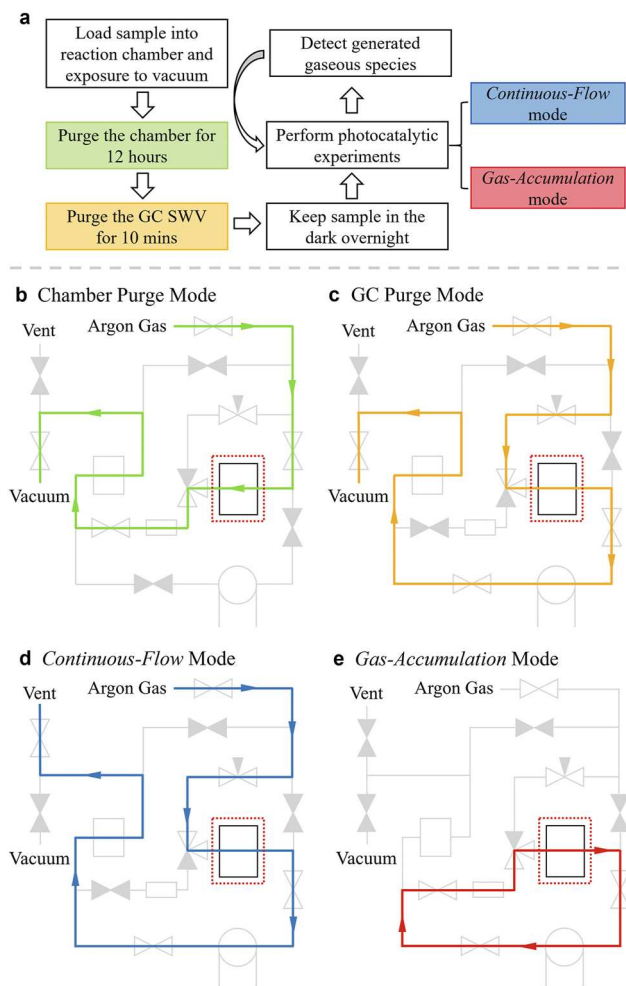 a
Load sample into
reaction chamber and
exposure to vacuum
Purge the chamber for
12 hours
Purge the GC SWV
for 10 mins
Keep sample in the
dark overnight
Perform photocatalytic
experiments
Detect generated
gaseous species
Continuous-Flow
mode
Gas-Accumulation
mode
b Chamber Purge Mode
Argon Gas
Vent
Vacuum
c GC Purge Mode
Argon Gas
Vent
Vacuum
d Continuous-Flow Mode
Argon Gas
Vent
Vacuum
e Gas-Accumulation Mode
Argon Gas
Vent
Vacuum